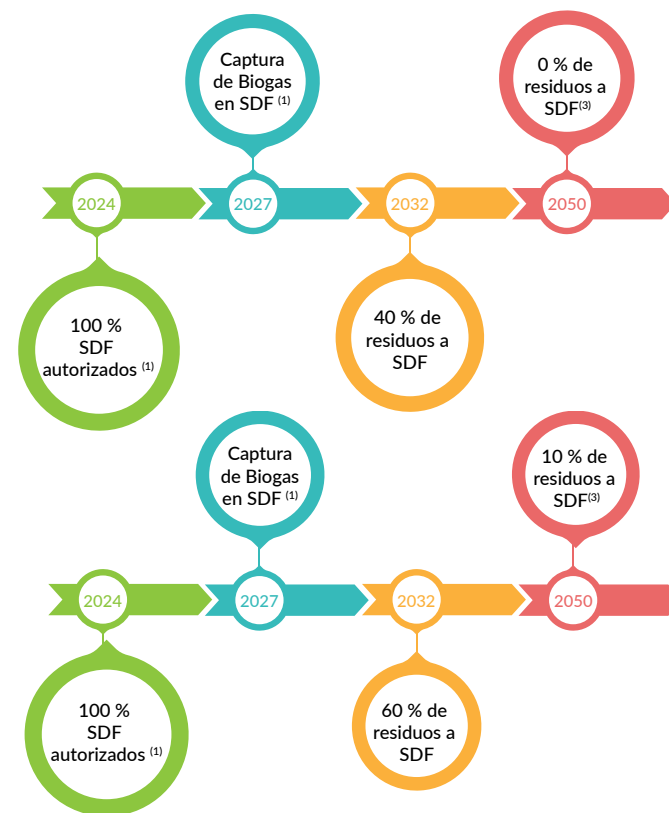 Captura
de Biogas
en SDF (1)
0 % de
residuos a
SDF(3)
2024
2027
2032
2050
100 %
SDF
autorizados (1)
40 % de
residuos a
SDF
Captura
de Biogas
en SDF (1)
10 % de
residuos a
SDF(3)
2024
2027
2032
2050
100 %
SDF
autorizados (1)
60 % de
residuos a
SDF